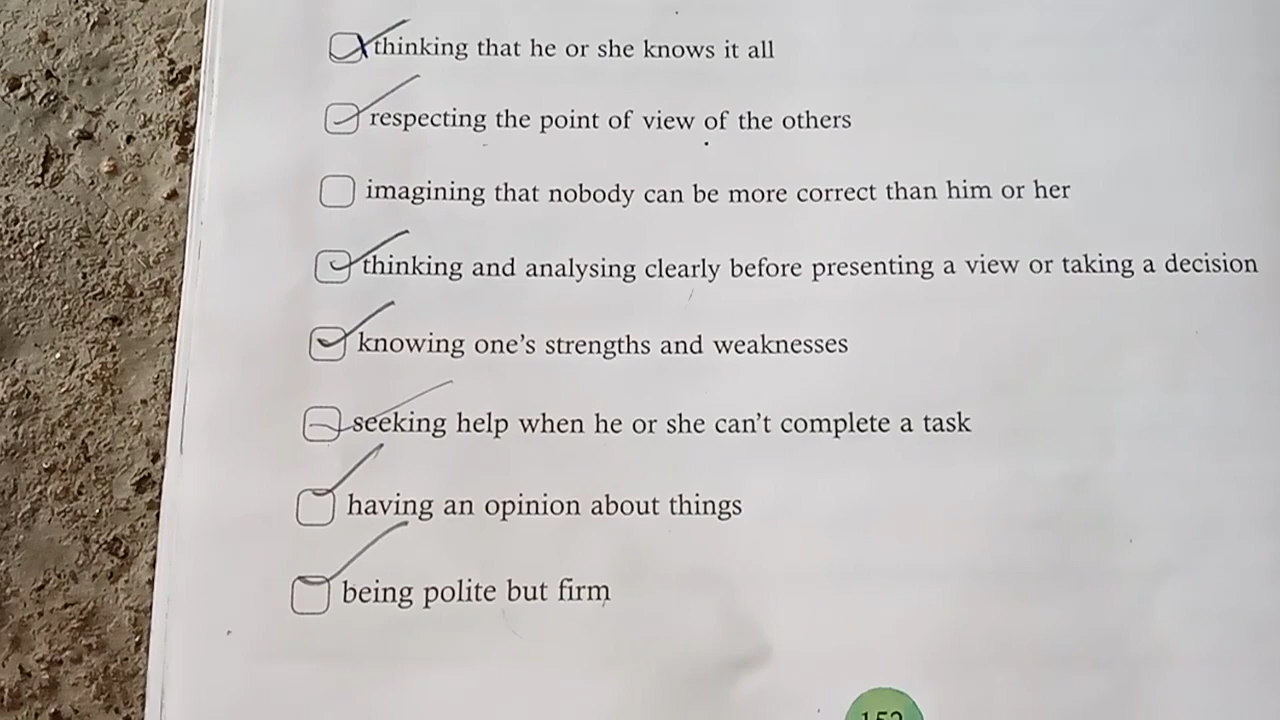 thinking that he or she knows it all
respecting the point of view of the others
imagining that nobody can be more correct than him or her
thinking and analysing clearly before presenting a view or taking a decision
knowing one's strengths and weaknesses
seeking help when he or she can't complete a task
having an opinion about things
being polite but firm